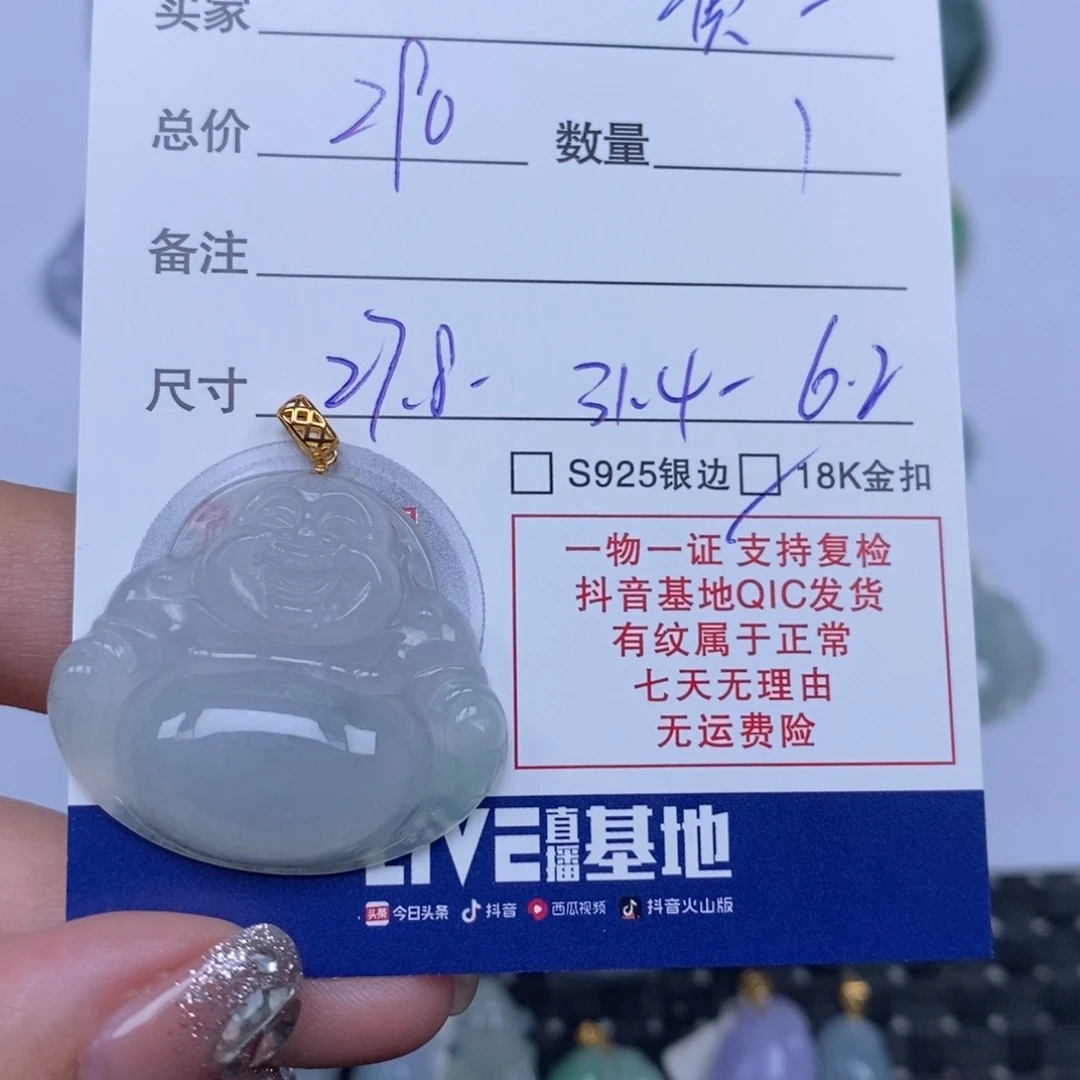 买家
总价 290 数量 1
备注
尺寸 27.8- 31.4- 6.2
S925银边 18K金扣
一物一证 支持复检
抖音基地QIC发货
有纹属于正常
七天无理由
无运费险
LIVE直播基地
头条 今日头条 抖音 西瓜视频 抖音火山版